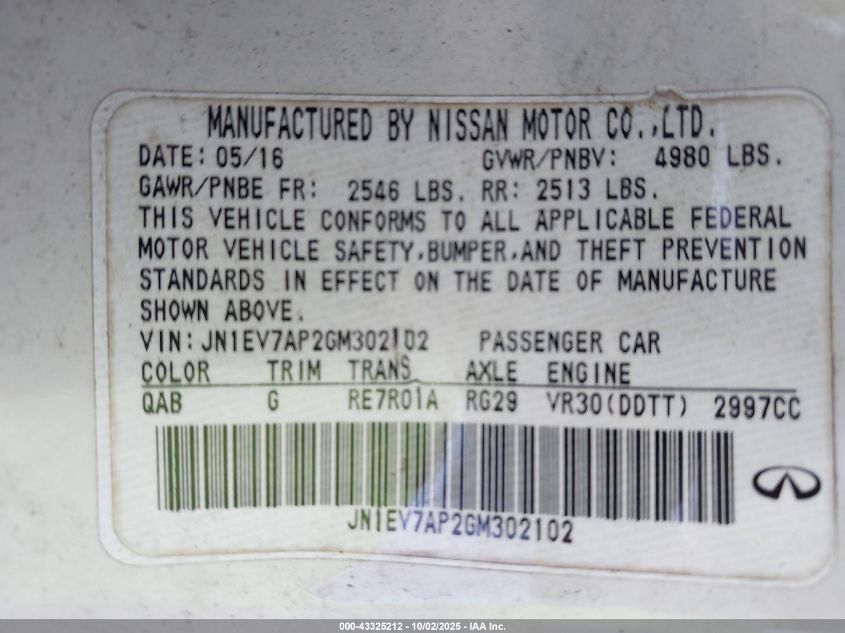 MANUFACTURED BY NISSAN MOTOR CO.,LTD.
DATE: 05/16 GVWR/PNBV: 4980 LBS.
GAWR/PNBE FR: 2546 LBS. RR: 2513 LBS.
THIS VEHICLE CONFORMS TO ALL APPLICABLE FEDERAL
MOTOR VEHICLE SAFETY,BUMPER,AND THEFT PREVENTION
STANDARDS IN EFFECT ON THE DATE OF MANUFACTURE
SHOWN ABOVE.
VIN: JN1EV7AP2GM302102 PASSENGER CAR
COLOR TRIM TRANS AXLE ENGINE
QAB G RE7R01A RG29 VR30(DDTT) 2997CC
JN1EV7AP2GM302102
000-43325212 - 10/02/2025 - IAA Inc.